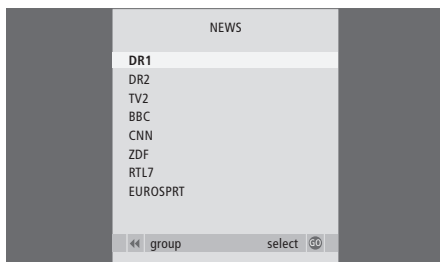 NEWS
DR1
DR2
TV2
BBC
CNN
ZDF
RTL7
EUROSPRT
group select GO